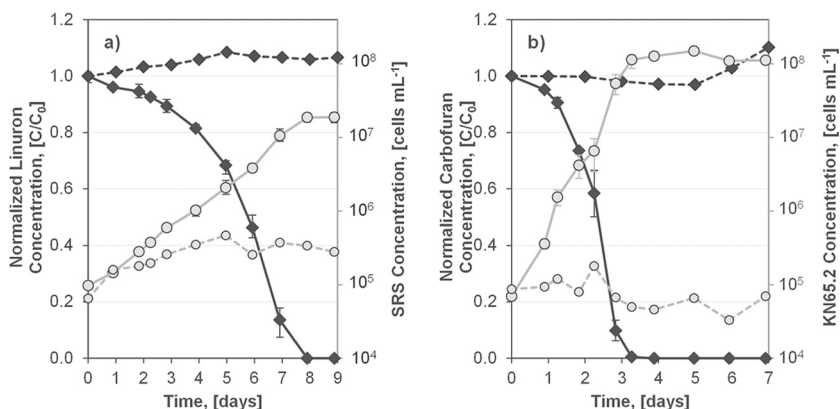 a)
Normalized Linuron
Concentration, [C/C₀]
1.2
1.0
0.8
0.6
0.4
0.2
0.0
10⁸
10⁷
10⁶
10⁵
10⁴
SRS Concentration, [cells mL⁻¹]
0 1 2 3 4 5 6 7 8 9
Time, [days]
b)
Normalized Carbofuran
Concentration, [C/C₀]
1.2
1.0
0.8
0.6
0.4
0.2
0.0
10⁸
10⁷
10⁶
10⁵
10⁴
KN65.2 Concentration, [cells mL⁻¹]
0 1 2 3 4 5 6 7
Time, [days]